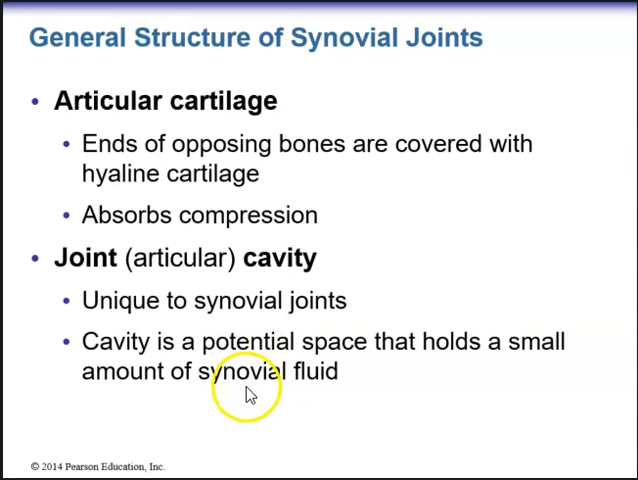 General Structure of Synovial Joints
• Articular cartilage
• Ends of opposing bones are covered with
hyaline cartilage
• Absorbs compression
• Joint (articular) cavity
• Unique to synovial joints
• Cavity is a potential space that holds a small
amount of synovial fluid
© 2014 Pearson Education, Inc.